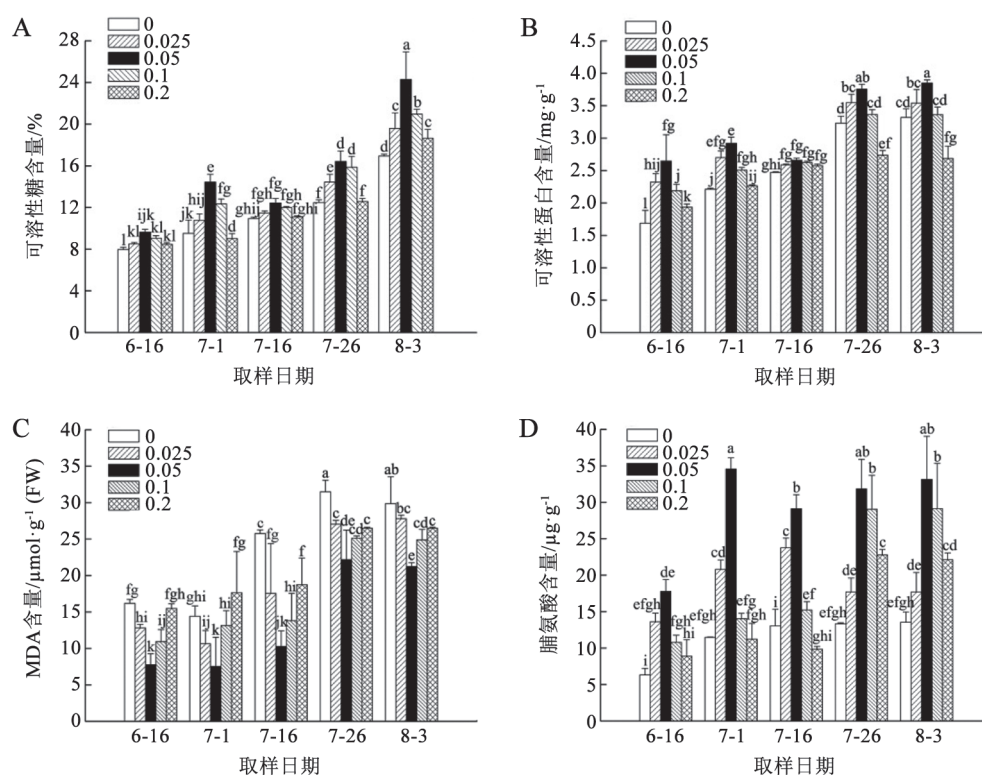 A
0
0.025
0.05
0.1
0.2
可溶性糖含量/%
28
24
20
16
12
8
4
0
l kl ijk kl kl
jk hij e fg d
ghij fgh f fgh fghi
f e d d f
d c a b c
6-16 7-1 7-16 7-26 8-3
取样日期
B
0
0.025
0.05
0.1
0.2
可溶性蛋白含量/mg·g-1
4.5
4.0
3.5
3.0
2.5
2.0
1.5
1.0
0.5
0
l hij fg j k
j fg e fgh ij
ghi fg fg fg fg
d bc ab cd ef
cd bc a cd fg
6-16 7-1 7-16 7-26 8-3
取样日期
C
0
0.025
0.05
0.1
0.2
MDA含量/μmol·g-1 (FW)
40
35
30
25
20
15
10
5
0
fg hi k ij fgh
ghi ij k hi fg
c fg jk hi f
a c de cd c
ab bc e cd c
6-16 7-1 7-16 7-26 8-3
取样日期
D
0
0.025
0.05
0.1
0.2
脯氨酸含量/μg·g-1
40
35
30
25
20
15
10
5
0
i efgh de fgh hi
efgh cd a efg fgh
i c b ef ghi
efgh de ab b c
efgh de ab b cd
6-16 7-1 7-16 7-26 8-3
取样日期